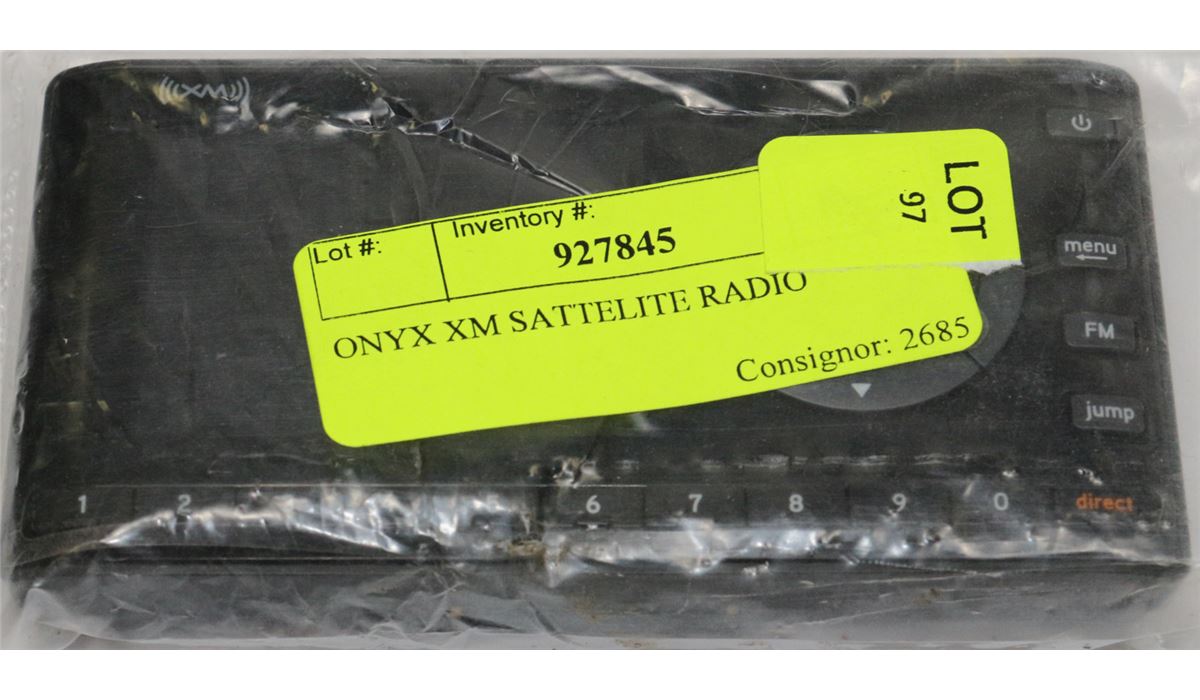 ((XM))
LOT
97
Lot #:
Inventory #:
927845
ONYX XM SATTELITE RADIO
Consignor: 2685
menu
FM
jump
1 2 5 6 7 8 9 0 direct